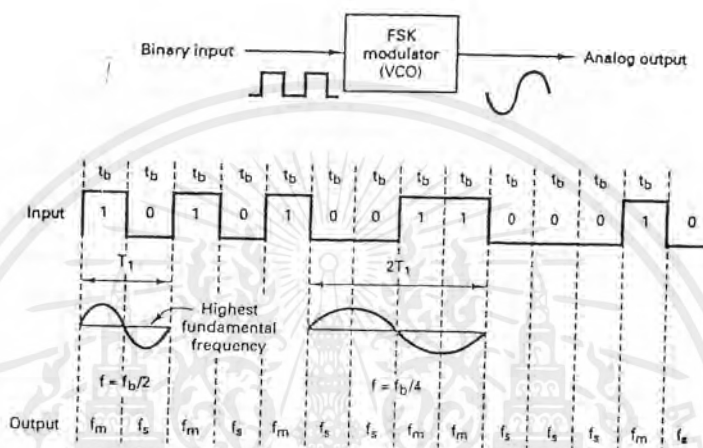 FSK
Binary input
modulator
Analog output
(VCO)
t_b t_b t_b t_b t_b t_b t_b t_b t_b t_b t_b t_b t_b t_b
Input 1 0 1 0 1 0 0 1 1 0 0 0 1 0
T_1 2T_1
Highest
fundamental
frequency
f = f_b/2 f = f_b/4
Output f_m f_s f_m f_s f_m f_s f_s f_m f_m f_s f_s f_s f_m f_s